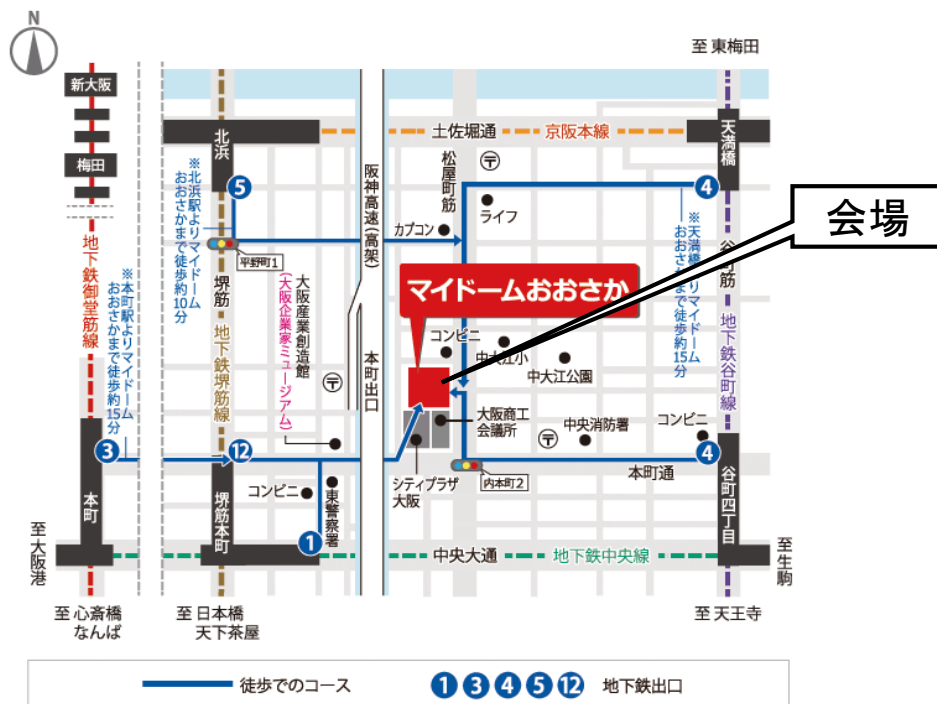 N
至 東梅田
新大阪
梅田
北浜
土佐堀通
京阪本線
天満橋
松屋町筋
阪神高速(高架)
※北浜駅よりマイドーム
おおさかまで徒歩約10分
5
4
ライフ
カプコン
会場
平野町1
※天満橋よりマイドーム
おおさかまで徒歩約15分
谷町筋
地下鉄御堂筋線
※本町駅よりマイドーム
おおさかまで徒歩約15分
堺筋
地下鉄堺筋線
大阪産業創造館
(大阪企業家ミュージアム)
マイドームおおさか
本町出口
コンビニ
中大江小
中大江公園
地下鉄谷町線
大阪商工
会議所
中央消防署
コンビニ
3
12
4
本町通
内本町2
シティプラザ
大阪
コンビニ
東警察署
1
本町
堺筋本町
谷町四丁目
至大阪港
中央大通
地下鉄中央線
至生駒
至 心斎橋
なんば
至 日本橋
天下茶屋
至 天王寺
徒歩でのコース
1 3 4 5 12 地下鉄出口